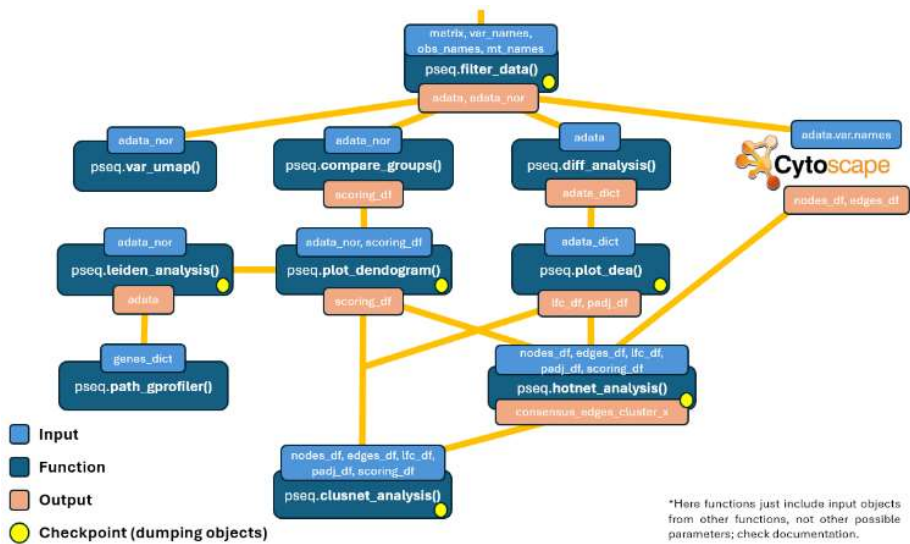 matrix, var_names,
obs_names, mt_names
pseq.filter_data()
adata, adata_nor
adata_nor
pseq.var_umap()
adata_nor
pseq.compare_groups()
scoring_df
adata
pseq.diff_analysis()
adata_dict
adata.var.names
Cytoscape
nodes_df, edges_df
adata_nor
pseq.leiden_analysis()
adata
adata_nor, scoring_df
pseq.plot_dendogram()
scoring_df
adata_dict
pseq.plot_dea()
lfc_df, padj_df
genes_dict
pseq.path_gprofiler()
nodes_df, edges_df, lfc_df,
padj_df, scoring_df
pseq.hotnet_analysis()
consensus_edges_cluster_x
nodes_df, edges_df, lfc_df,
padj_df, scoring_df
pseq.clusnet_analysis()
Input
Function
Output
Checkpoint (dumping objects)
*Here functions just include input objects
from other functions, not other possible
parameters; check documentation.